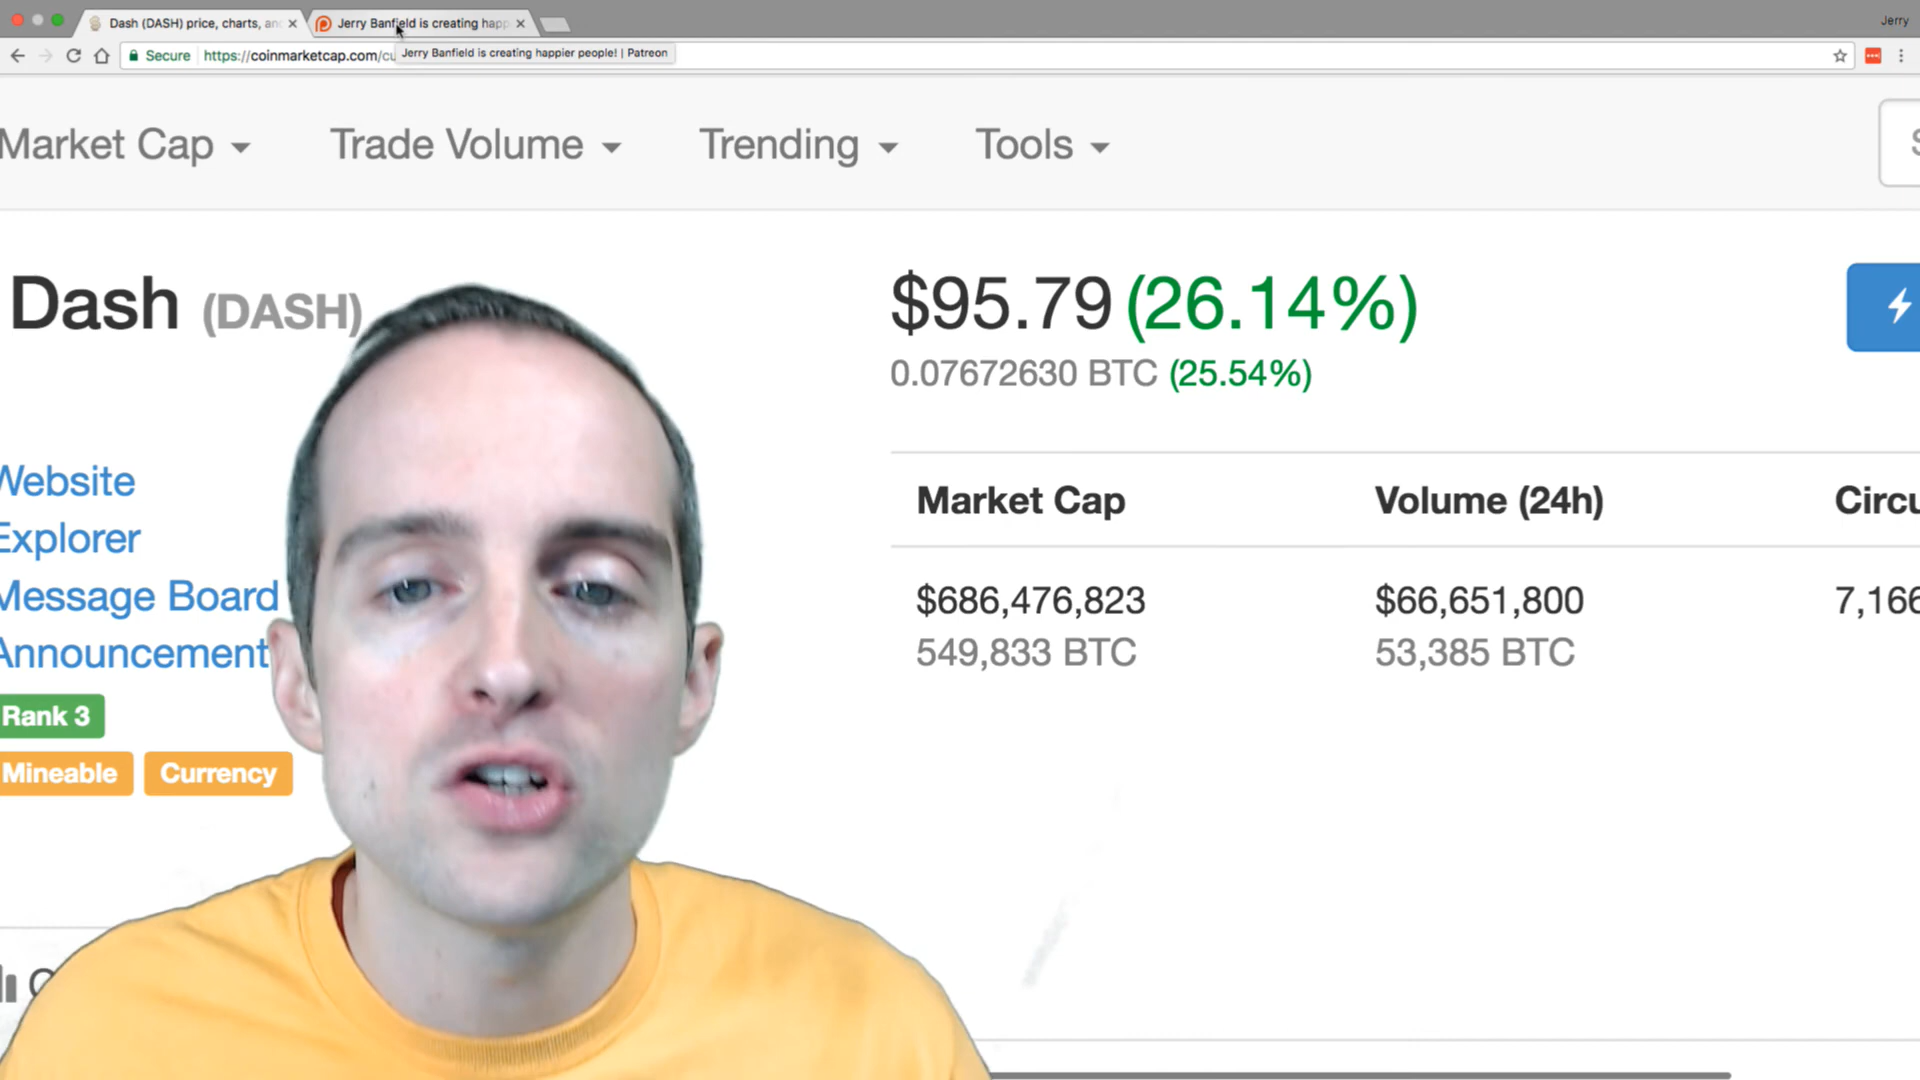 Dash (DASH) price, charts, an
Jerry Banfield is creating happ
Jerry
Secure https://coinmarketcap.com/cu
Jerry Banfield is creating happier people! | Patreon
Market Cap
Trade Volume
Trending
Tools
Dash (DASH)
$95.79 (26.14%)
0.07672630 BTC (25.54%)
Website
Explorer
Message Board
Announcement
Rank 3
Mineable
Currency
Market Cap
Volume (24h)
Circu
$686,476,823
$66,651,800
7,166
549,833 BTC
53,385 BTC